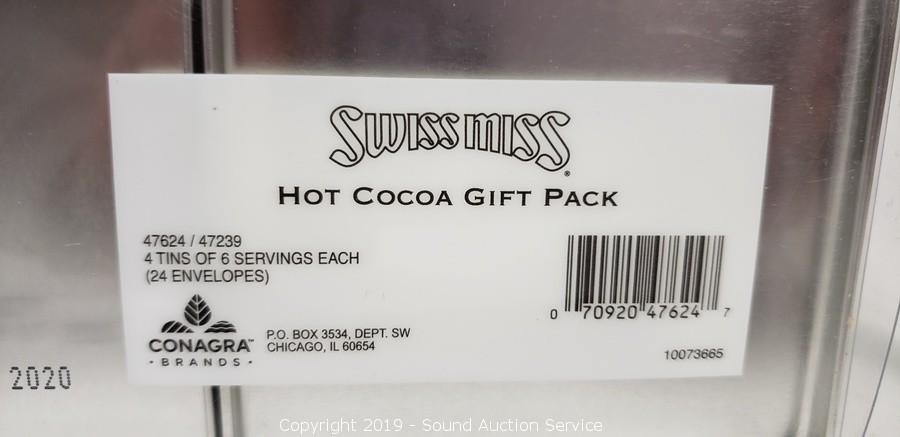 SWISS MISS®
HOT COCOA GIFT PACK
47624 / 47239
4 TINS OF 6 SERVINGS EACH
(24 ENVELOPES)
CONAGRA™
• BRANDS •
P.O. BOX 3534, DEPT. SW
CHICAGO, IL 60654
0 70920 47624 7
10073665
2020
Copyright 2019 - Sound Auction Service